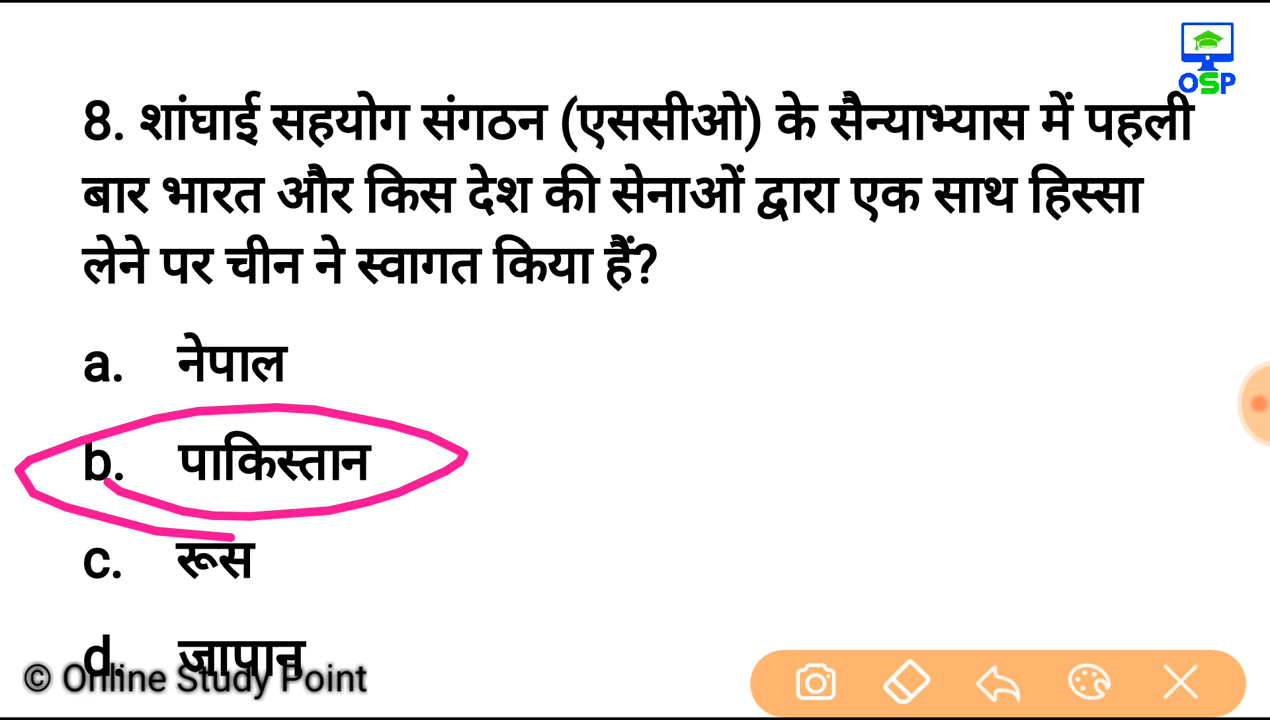 OSP
8. शांघाई सहयोग संगठन (एससीओ) के सैन्याभ्यास में पहली
बार भारत और किस देश की सेनाओं द्वारा एक साथ हिस्सा
लेने पर चीन ने स्वागत किया हैं?
a. नेपाल
b. पाकिस्तान
c. रूस
d. जापान
© Online Study Point